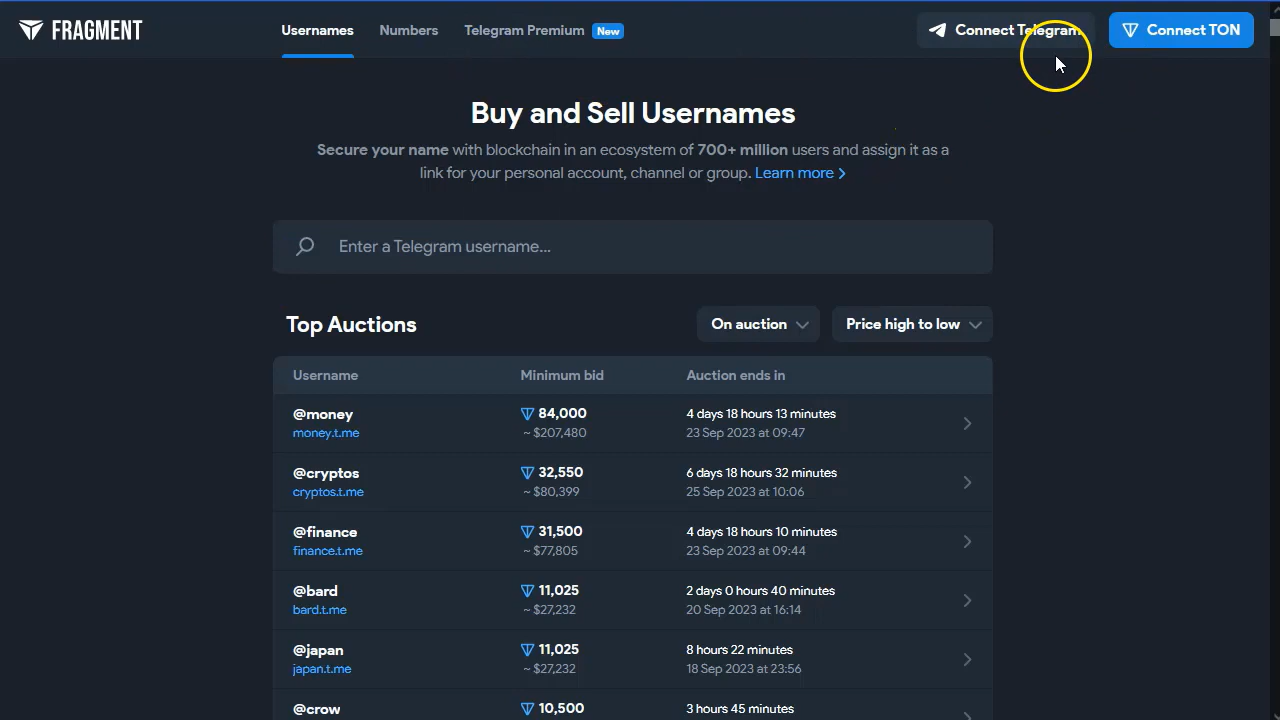 FRAGMENT
Usernames
Numbers
Telegram Premium New
Connect Telegram
Connect TON
Buy and Sell Usernames
Secure your name with blockchain in an ecosystem of 700+ million users and assign it as a
link for your personal account, channel or group. Learn more
Enter a Telegram username...
Top Auctions
On auction
Price high to low
Username Minimum bid Auction ends in
@money 84,000 4 days 18 hours 13 minutes
money.t.me ~ $207,480 23 Sep 2023 at 09:47
@cryptos 32,550 6 days 18 hours 32 minutes
cryptos.t.me ~ $80,399 25 Sep 2023 at 10:06
@finance 31,500 4 days 18 hours 10 minutes
finance.t.me ~ $77,805 23 Sep 2023 at 09:44
@bard 11,025 2 days 0 hours 40 minutes
bard.t.me ~ $27,232 20 Sep 2023 at 16:14
@japan 11,025 8 hours 22 minutes
japan.t.me ~ $27,232 18 Sep 2023 at 23:56
@crow 10,500 3 hours 45 minutes